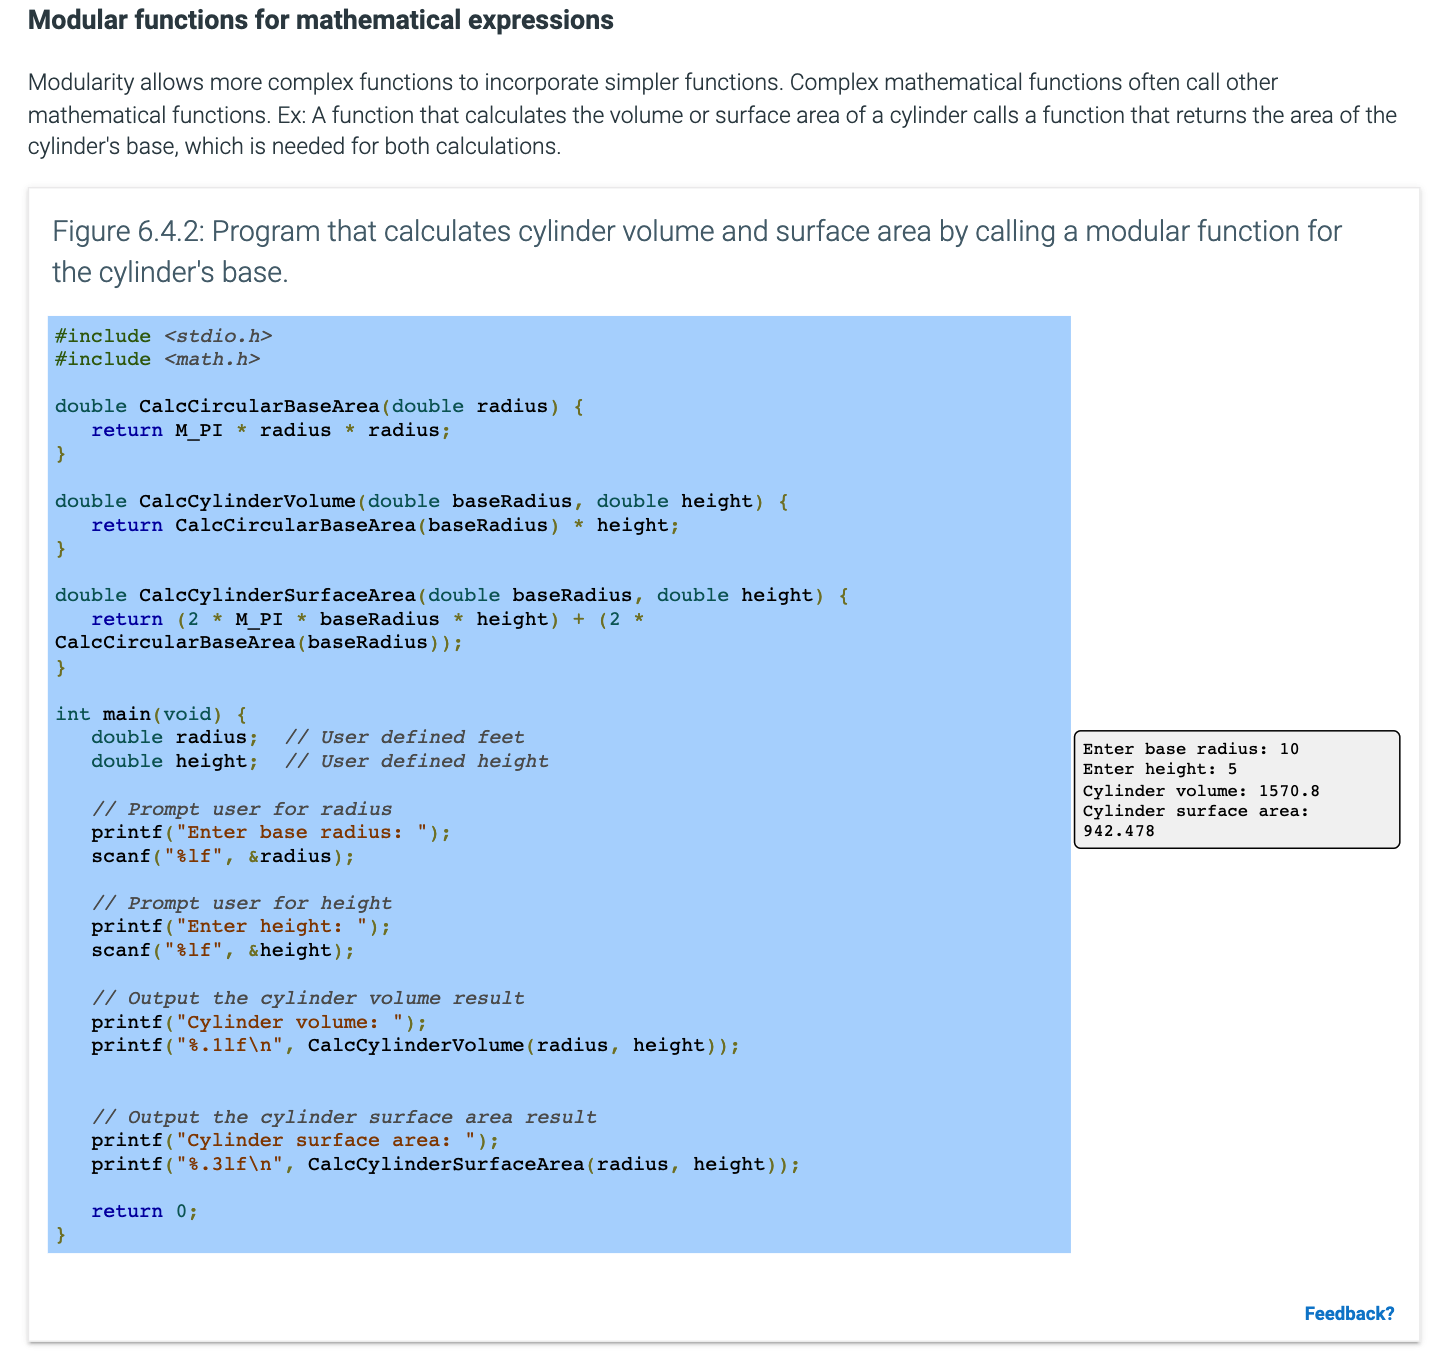 Modular functions for mathematical expressions
Modularity allows more complex functions to incorporate simpler functions. Complex mathematical functions often call other
mathematical functions. Ex: A function that calculates the volume or surface area of a cylinder calls a function that returns the area of the
cylinder's base, which is needed for both calculations.
Figure 6.4.2: Program that calculates cylinder volume and surface area by calling a modular function for
the cylinder's base.
#include <stdio.h>
#include <math.h>

double CalcCircularBaseArea(double radius) {
   return M_PI * radius * radius;
}

double CalcCylinderVolume(double baseRadius, double height) {
   return CalcCircularBaseArea(baseRadius) * height;
}

double CalcCylinderSurfaceArea(double baseRadius, double height) {
   return (2 * M_PI * baseRadius * height) + (2 *
CalcCircularBaseArea(baseRadius));
}

int main(void) {
   double radius;  // User defined feet
   double height;  // User defined height

   // Prompt user for radius
   printf("Enter base radius: ");
   scanf("%lf", &radius);

   // Prompt user for height
   printf("Enter height: ");
   scanf("%lf", &height);

   // Output the cylinder volume result
   printf("Cylinder volume: ");
   printf("%.1lf\n", CalcCylinderVolume(radius, height));


   // Output the cylinder surface area result
   printf("Cylinder surface area: ");
   printf("%.3lf\n", CalcCylinderSurfaceArea(radius, height));

   return 0;
}
Enter base radius: 10
Enter height: 5
Cylinder volume: 1570.8
Cylinder surface area:
942.478
Feedback?